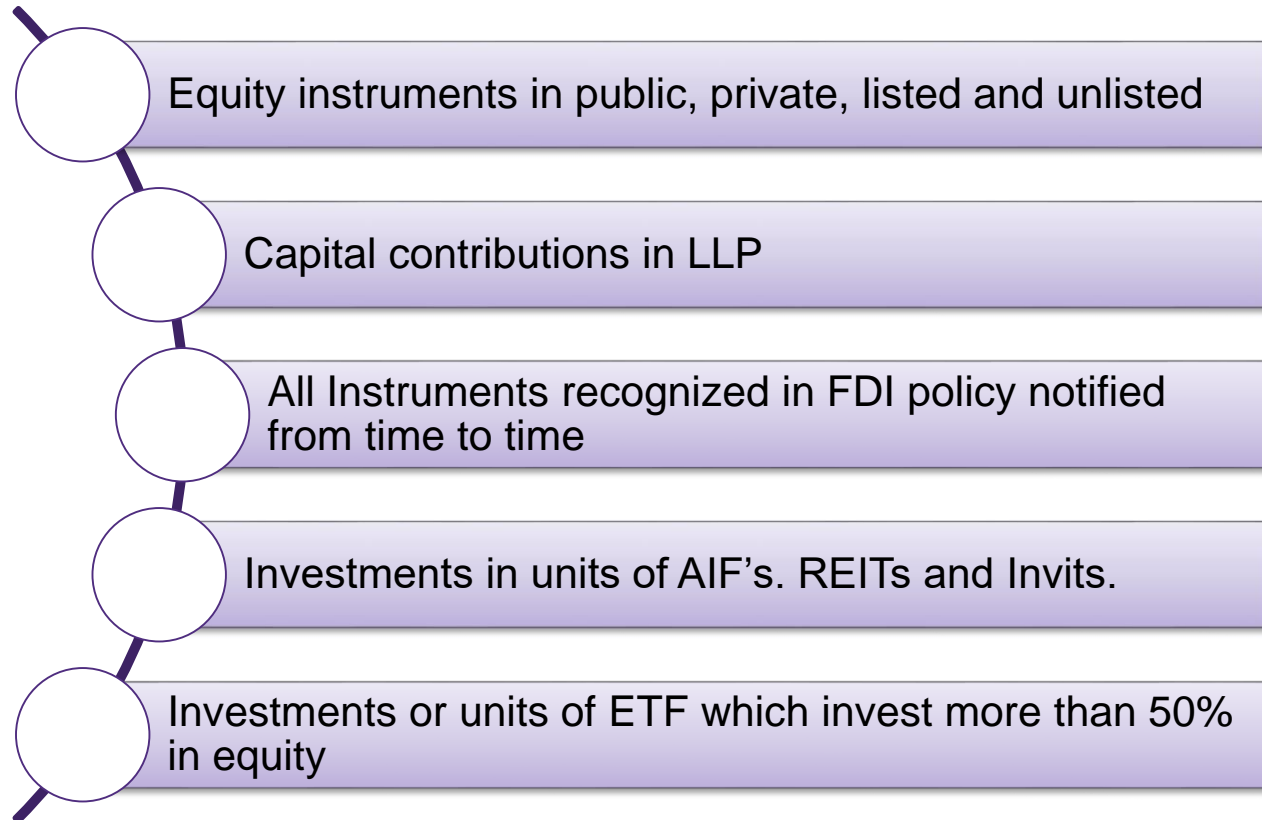 Equity instruments in public, private, listed and unlisted
Capital contributions in LLP
All Instruments recognized in FDI policy notified
from time to time
Investments in units of AIF’s. REITs and Invits.
Investments or units of ETF which invest more than 50%
in equity